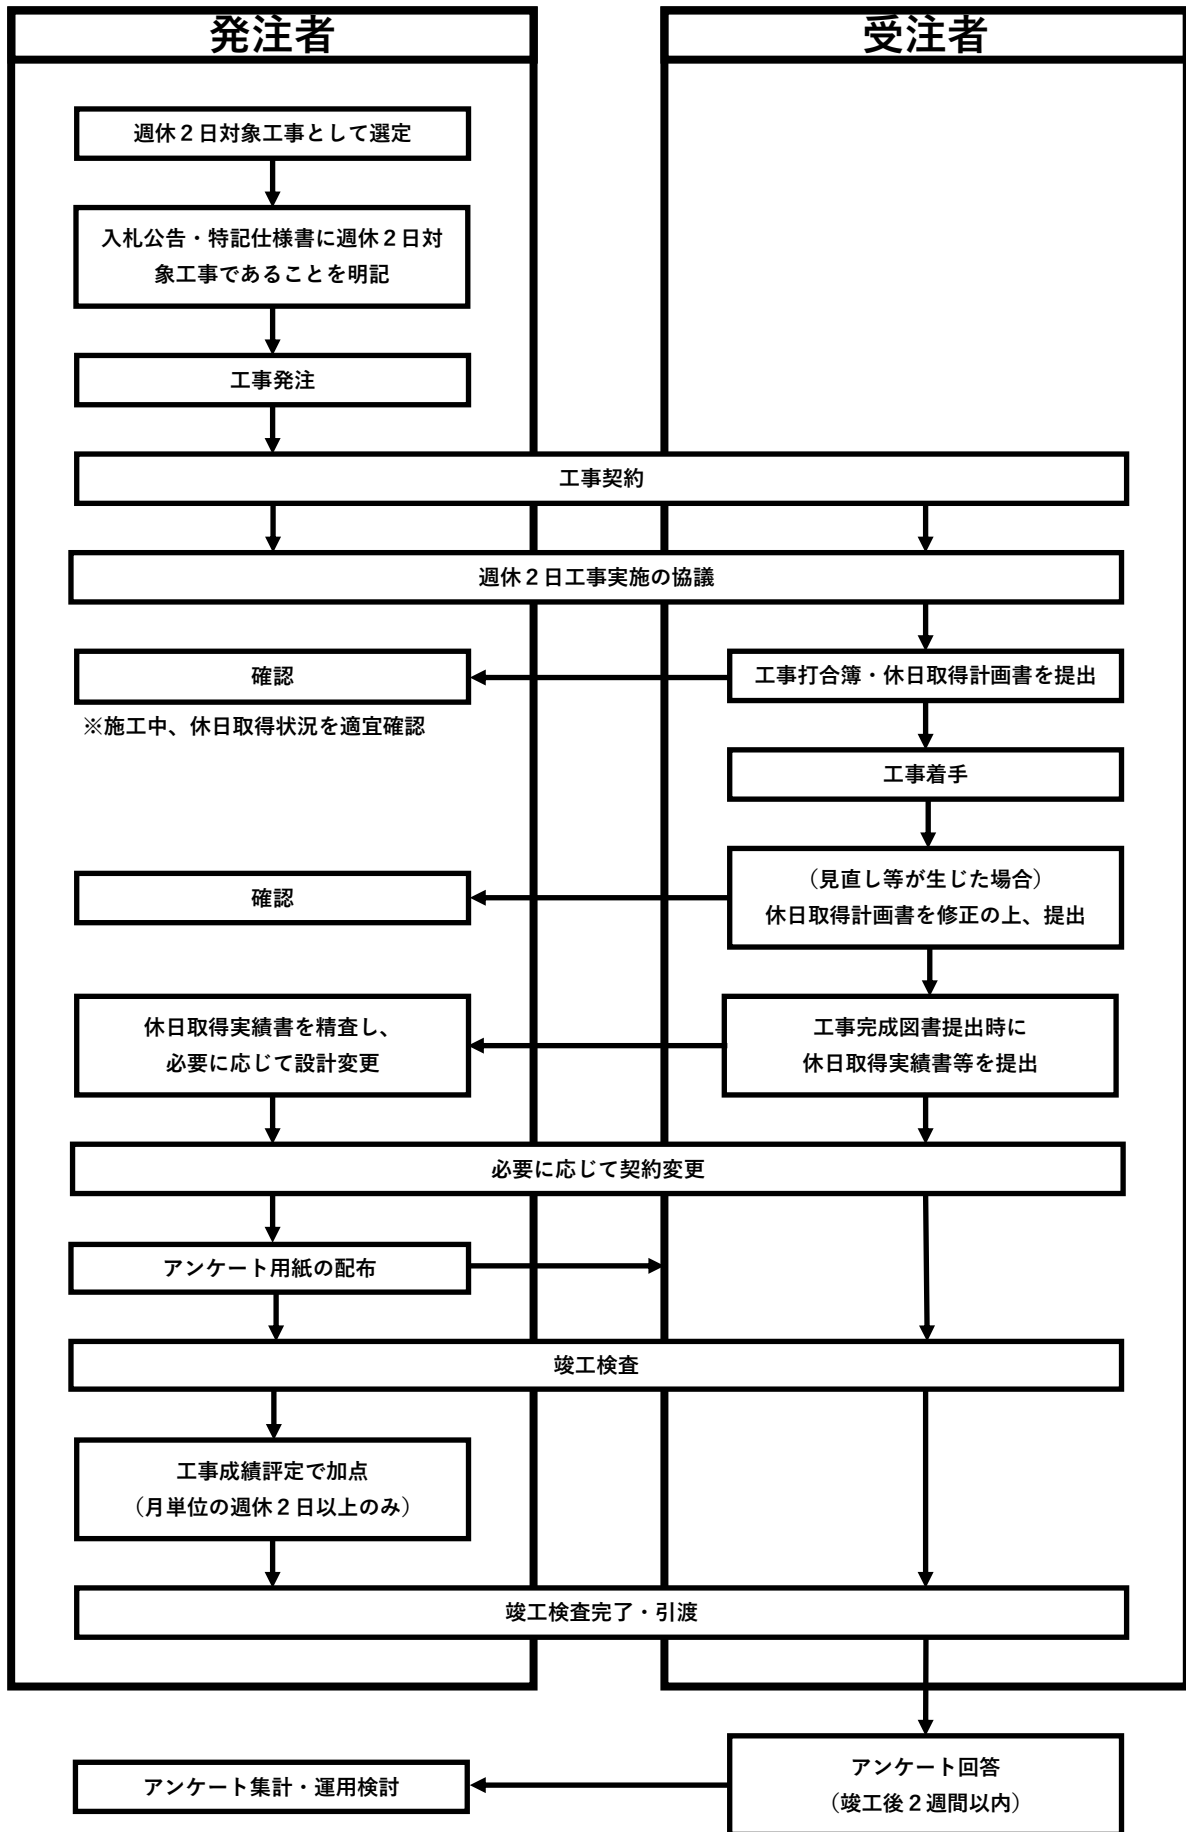 発注者
受注者
週休２日対象工事として選定
入札公告・特記仕様書に週休２日対
象工事であることを明記
工事発注
工事契約
週休２日工事実施の協議
確認
工事打合簿・休日取得計画書を提出
※施工中、休日取得状況を適宜確認
工事着手
確認
（見直し等が生じた場合）
休日取得計画書を修正の上、提出
休日取得実績書を精査し、
必要に応じて設計変更
工事完成図書提出時に
休日取得実績書等を提出
必要に応じて契約変更
アンケート用紙の配布
竣工検査
工事成績評定で加点
（月単位の週休２日以上のみ）
竣工検査完了・引渡
アンケート回答
（竣工後２週間以内）
アンケート集計・運用検討